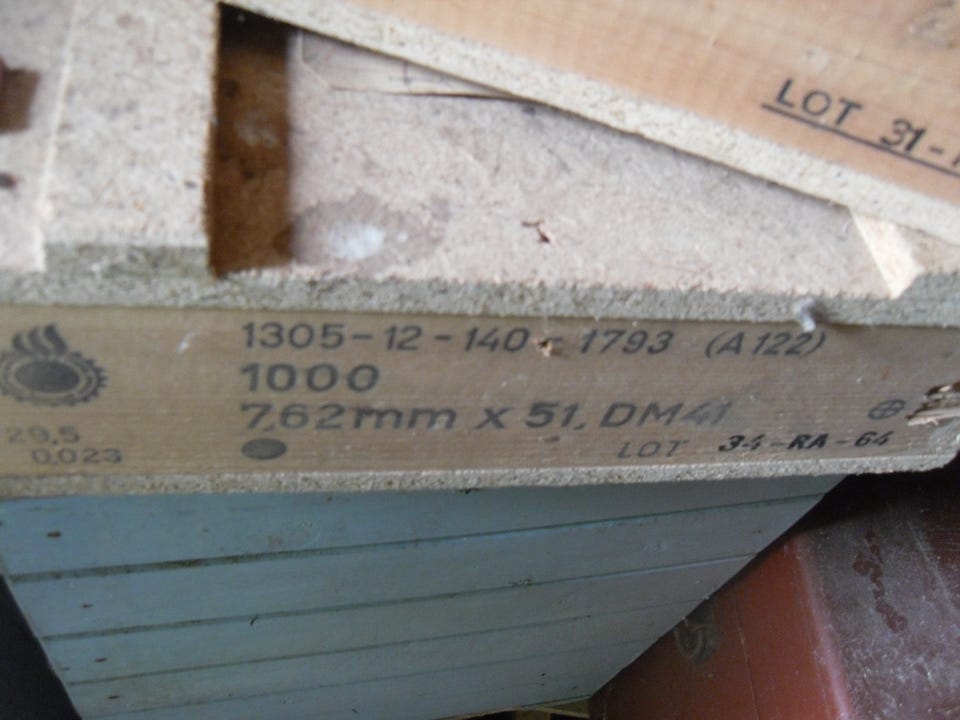 LOT 31-
1305-12-140-1793 (A122)
1000
7,62mm x 51, DM41
29,5
0,023
LOT 34-RA-64